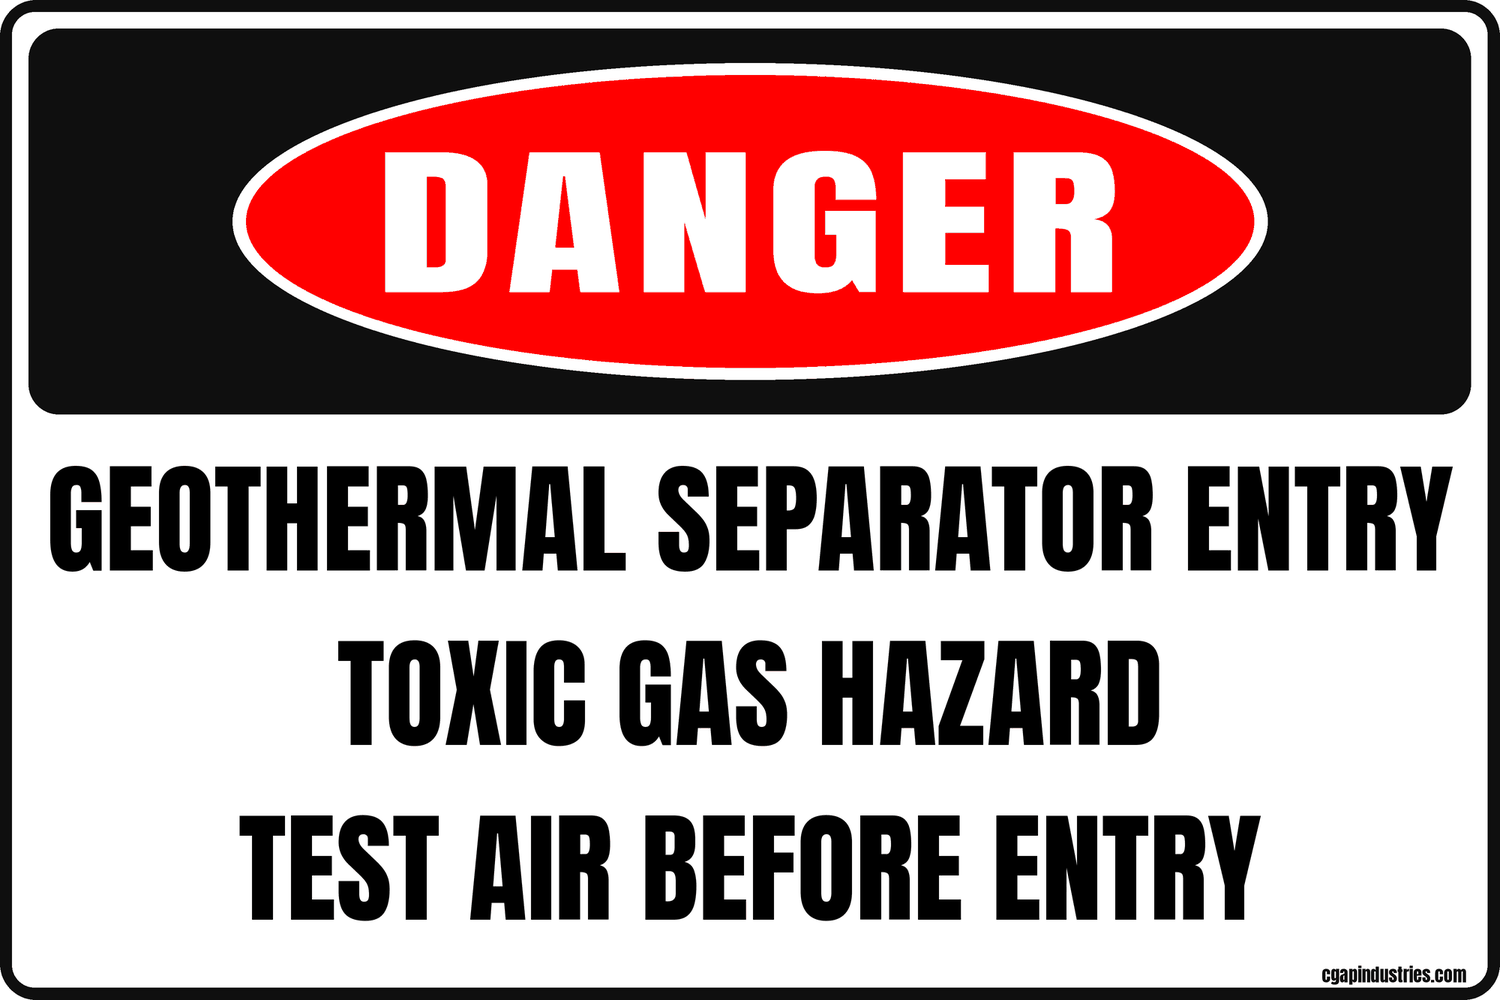 DANGER
GEOTHERMAL SEPARATOR ENTRY
TOXIC GAS HAZARD
TEST AIR BEFORE ENTRY
cgapindustries.com